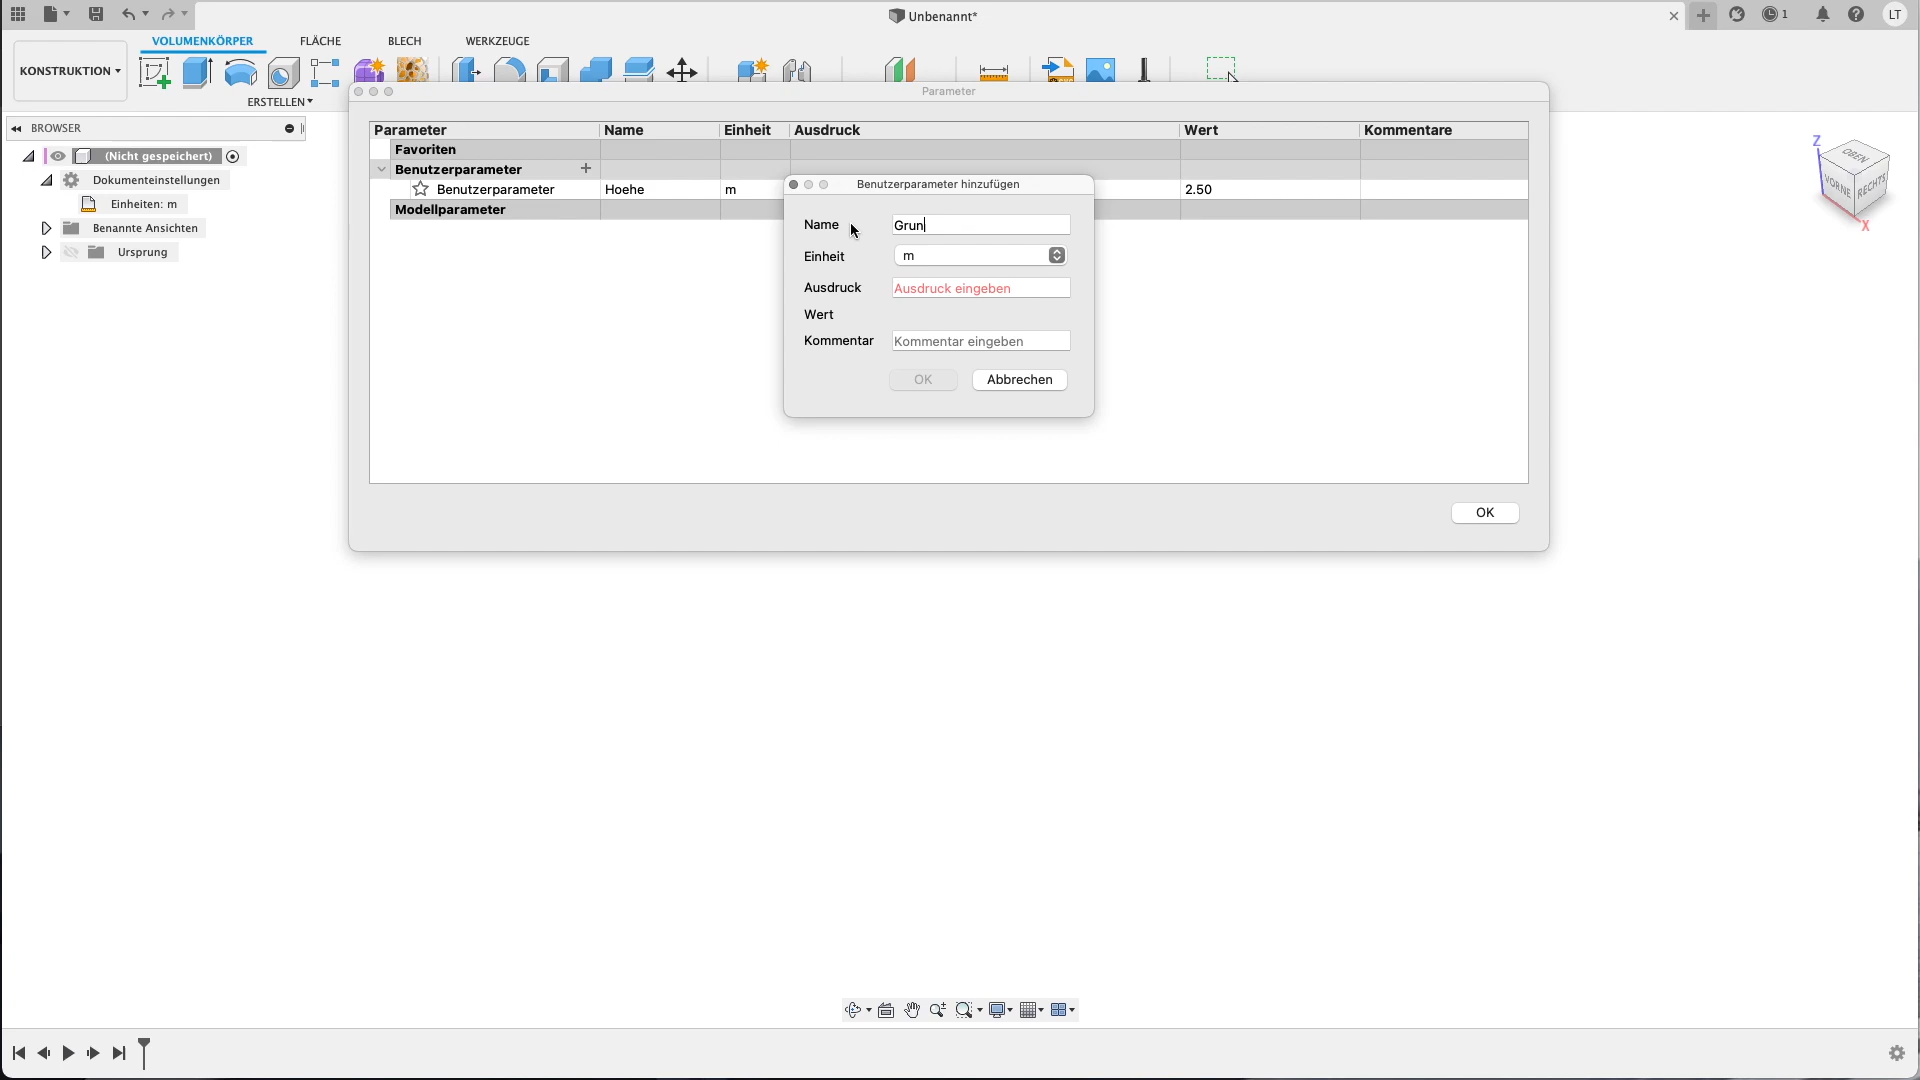 Unbenannt*
1
LT
KONSTRUKTION
VOLUMENKÖRPER
FLÄCHE
BLECH
WERKZEUGE
ERSTELLEN
BROWSER
(Nicht gespeichert)
Dokumenteinstellungen
Einheiten: m
Benannte Ansichten
Ursprung
Parameter
Parameter Name Einheit Ausdruck Wert Kommentare
Favoriten
Benutzerparameter +
Benutzerparameter Hoehe m 2.50
Modellparameter
Benutzerparameter hinzufügen
Name Grun
Einheit m
Ausdruck Ausdruck eingeben
Wert
Kommentar Kommentar eingeben
OK Abbrechen
OK
Z
OBEN
VORNE
RECHTS
X